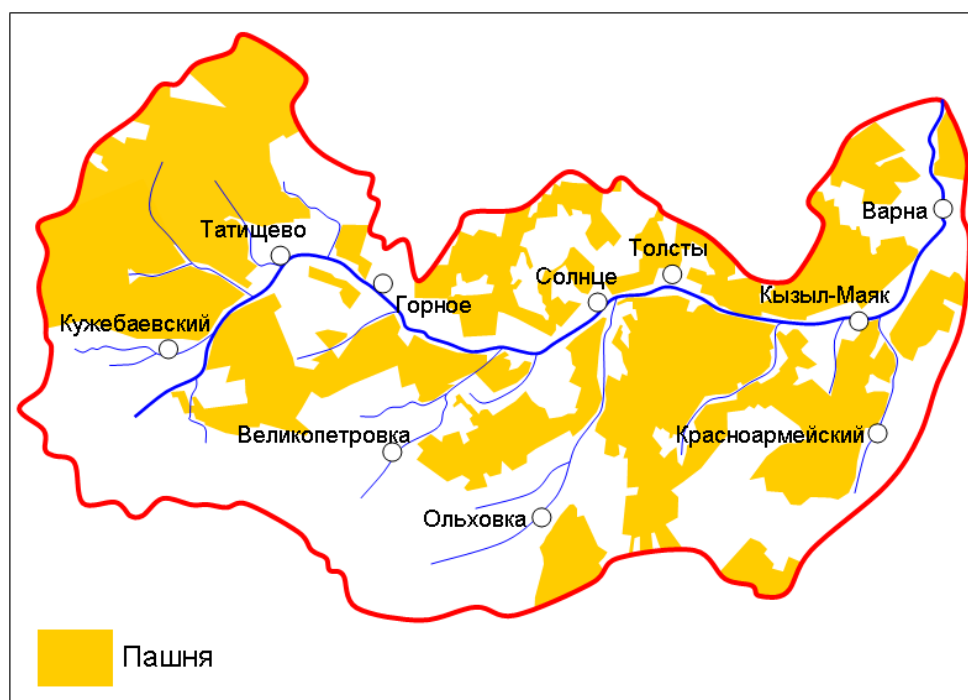 Варна
Татищево
Толсты
Солнце
Кызыл-Маяк
Горное
Кужебаевский
Великопетровка
Красноармейский
Ольховка
Пашня